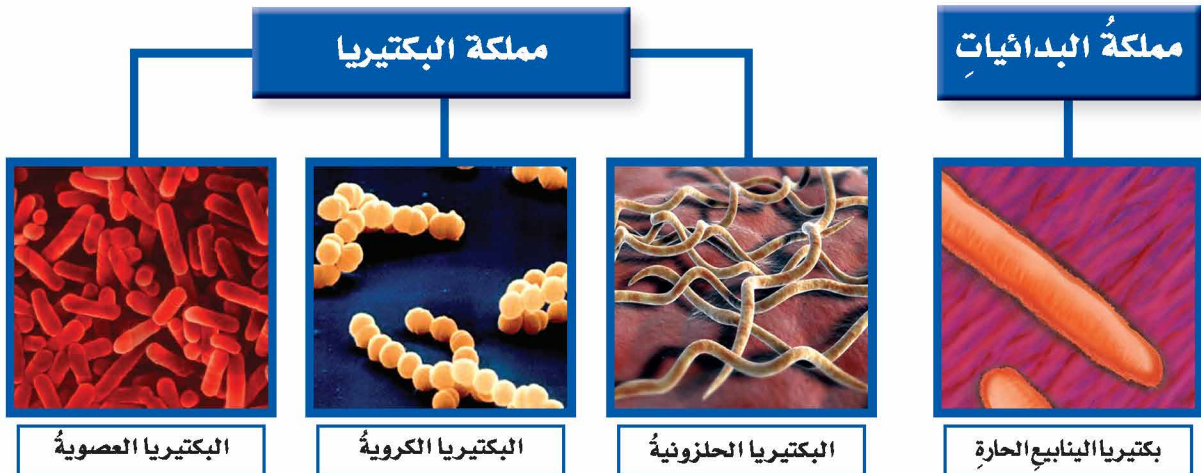 مملكةُ البدائياتِ
مملكة البكتيريا
بكتيريا الينابيعِ الحارةِ
البكتيريا الحلزونيةُ
البكتيريا الكرويةُ
البكتيريا العصويةُ